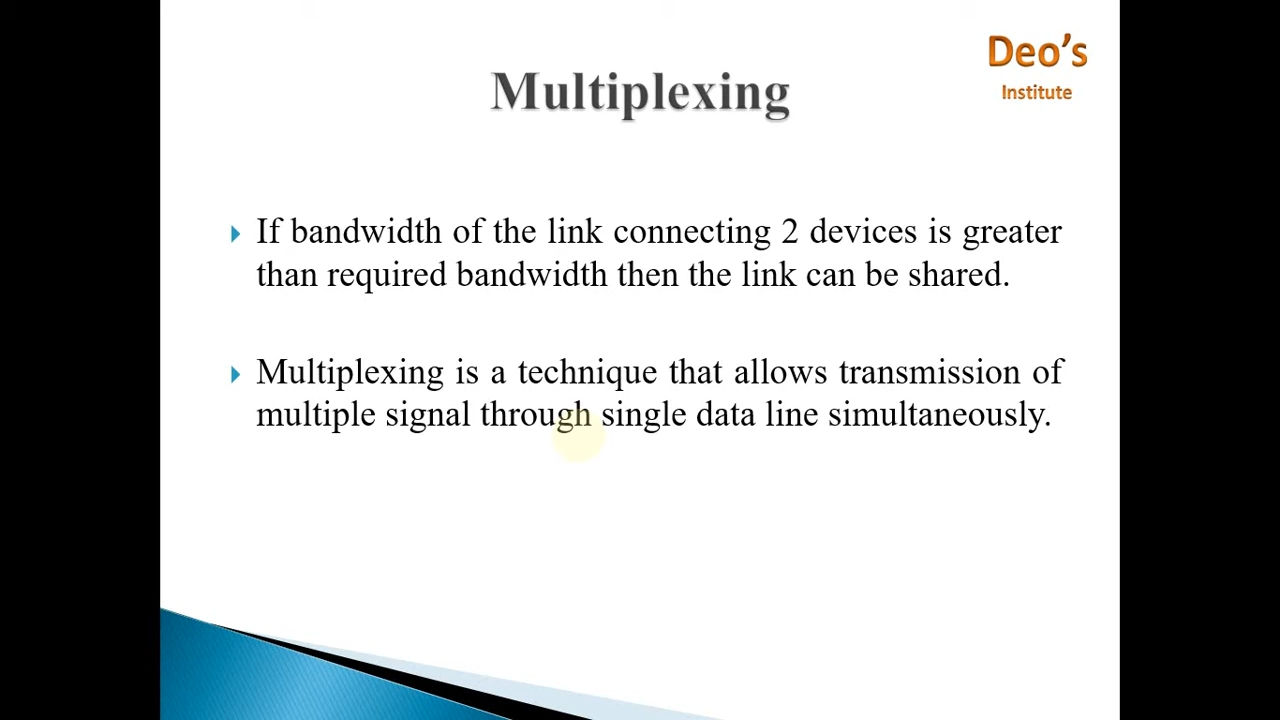 Deo's
Institute
Multiplexing
If bandwidth of the link connecting 2 devices is greater
than required bandwidth then the link can be shared.
Multiplexing is a technique that allows transmission of
multiple signal through single data line simultaneously.